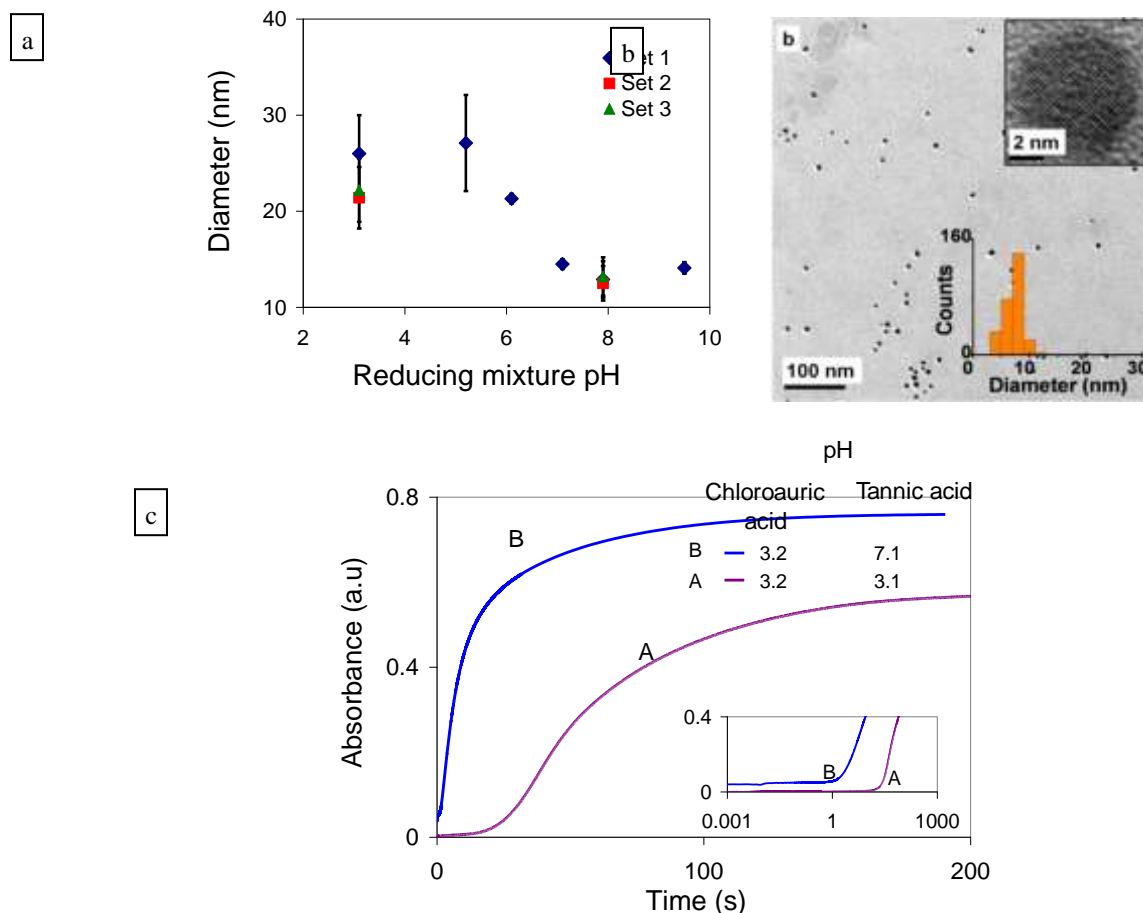 a
40
30
20
10
2
4
6
8
10
Diameter (nm)
Reducing mixture pH
b
Set 2
Set 3
b
2 nm
100 nm
160
0
Counts
0
10
20
30
Diameter (nm)
c
pH
Chloroauric acid
Tannic acid
B
3.2
7.1
A
3.2
3.1
0.8
0.4
0
Absorbance (a.u)
B
A
0
100
200
Time (s)
0.4
0
B
A
0.001
1
1000